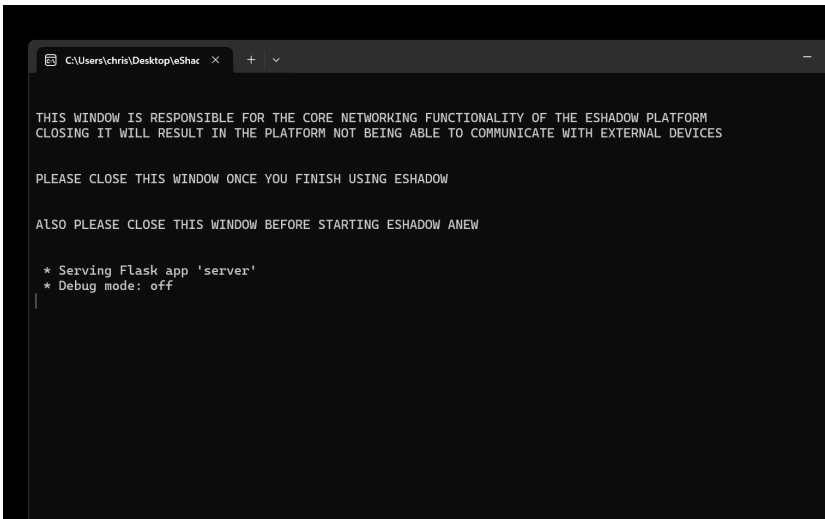 C:\Users\chris\Desktop\eShac
THIS WINDOW IS RESPONSIBLE FOR THE CORE NETWORKING FUNCTIONALITY OF THE ESHADOW PLATFORM
CLOSING IT WILL RESULT IN THE PLATFORM NOT BEING ABLE TO COMMUNICATE WITH EXTERNAL DEVICES
PLEASE CLOSE THIS WINDOW ONCE YOU FINISH USING ESHADOW
AlSO PLEASE CLOSE THIS WINDOW BEFORE STARTING ESHADOW ANEW
* Serving Flask app 'server'
* Debug mode: off